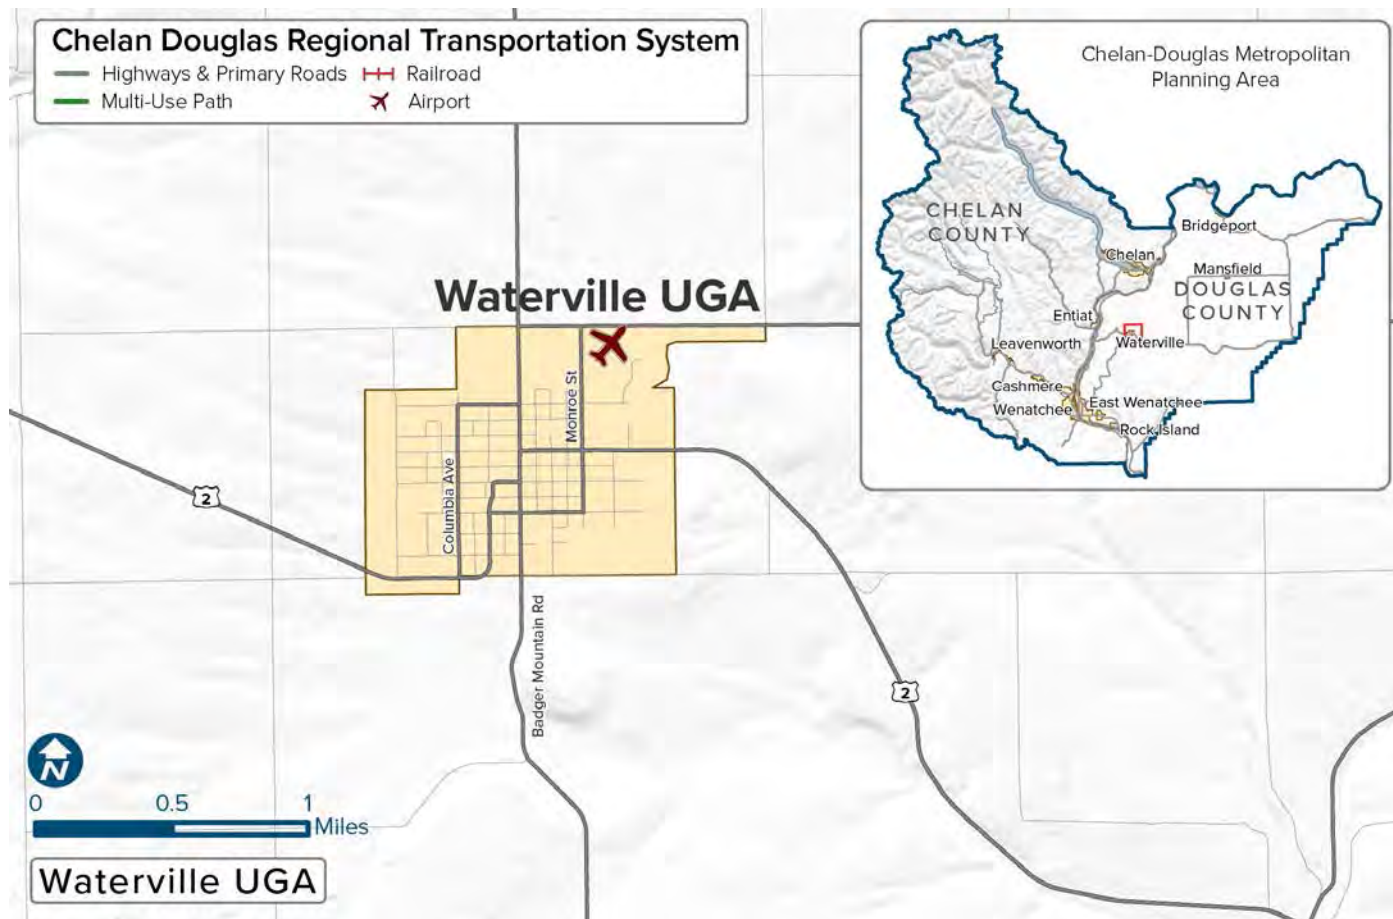 Chelan Douglas Regional Transportation System
Highways & Primary Roads
Railroad
Multi-Use Path
Airport
Chelan-Douglas Metropolitan
Planning Area
CHELAN
COUNTY
Bridgeport
Chelan
Mansfield
DOUGLAS
COUNTY
Entiat
Leavenworth
Waterville
Cashmere
East Wenatchee
Wenatchee
Rock Island
Waterville UGA
Monroe St
Columbia Ave
2
Badger Mountain Rd
2
N
0 0.5 1
Miles
Waterville UGA